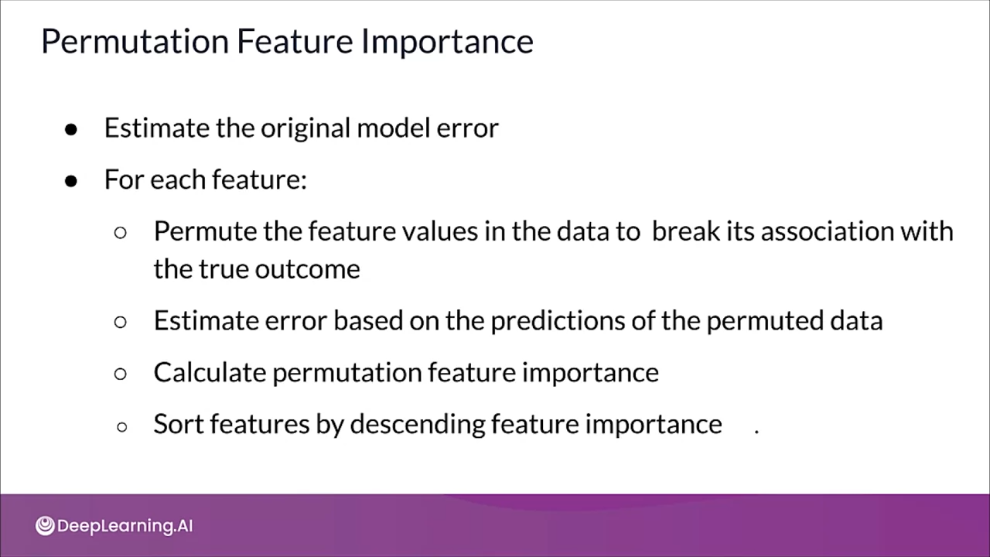 Permutation Feature Importance
● Estimate the original model error
● For each feature:
○ Permute the feature values in the data to break its association with
the true outcome
○ Estimate error based on the predictions of the permuted data
○ Calculate permutation feature importance
○ Sort features by descending feature importance .
DeepLearning.AI